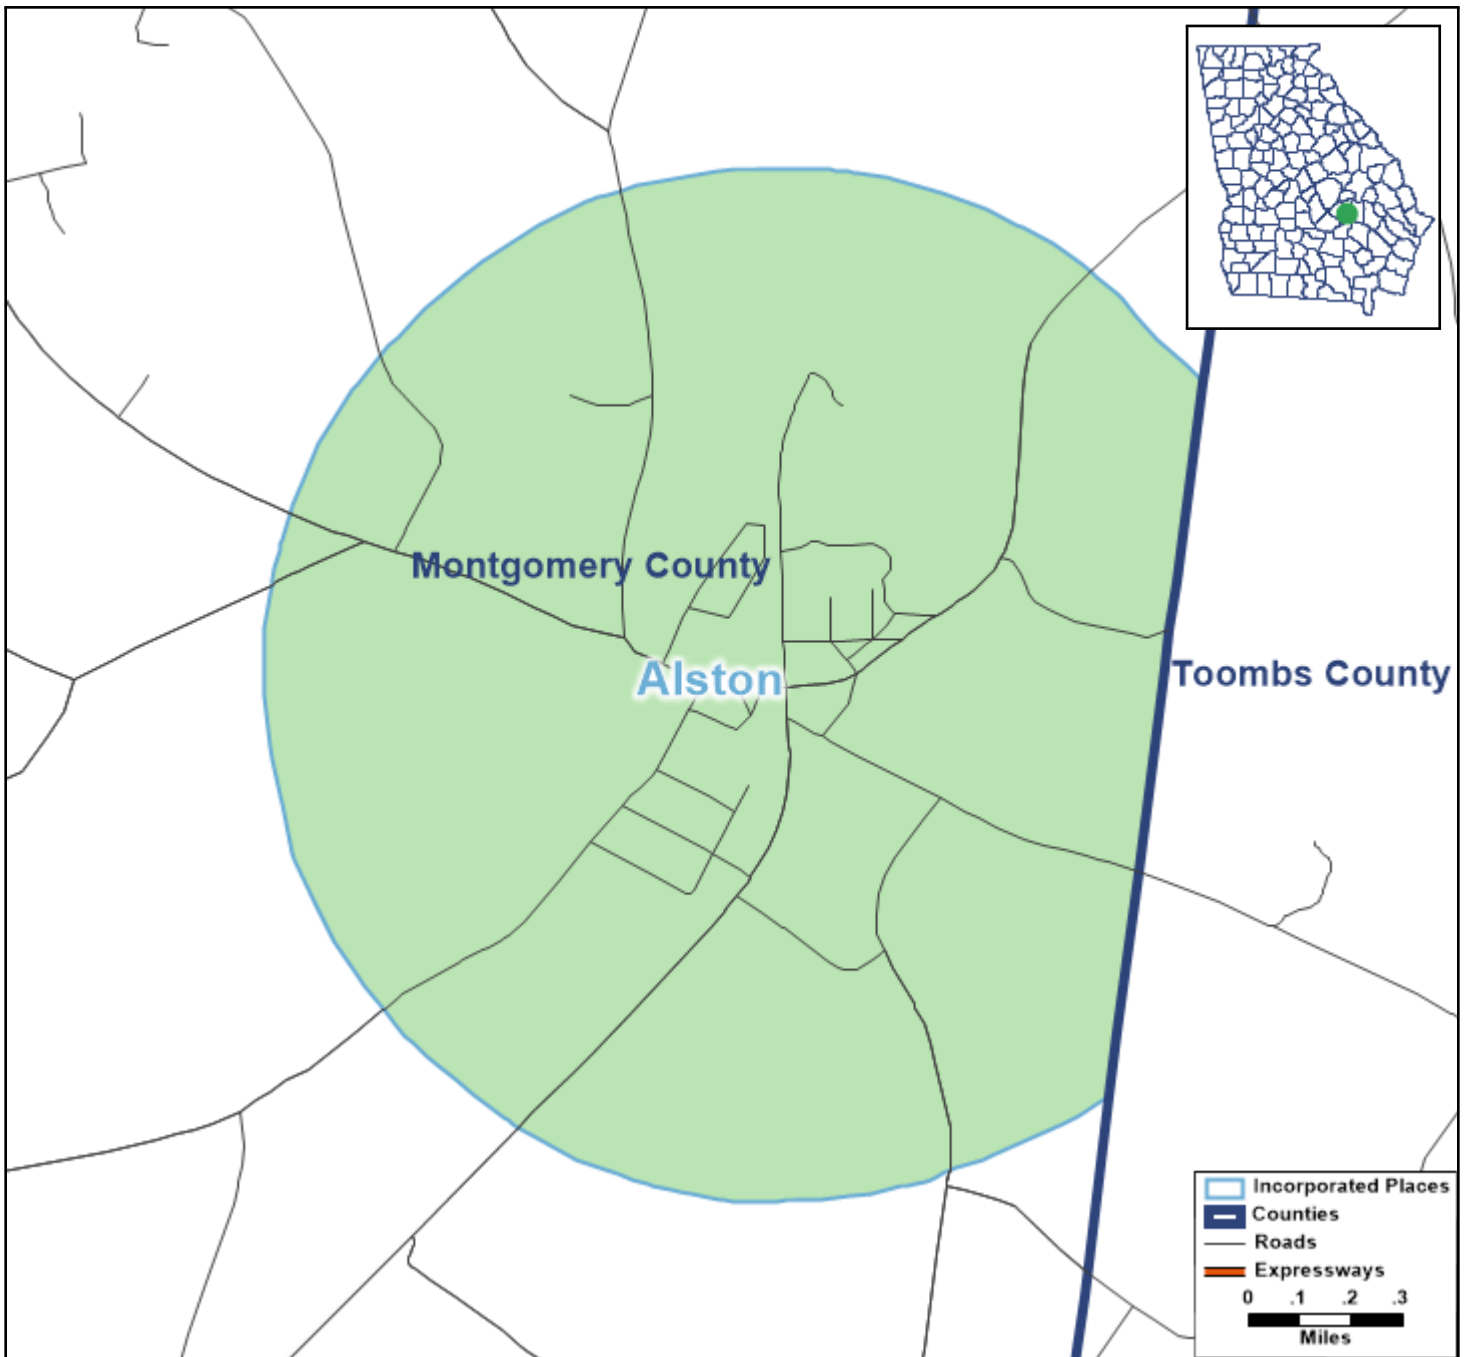 Montgomery County
Alston
Toombs County
Incorporated Places
Counties
Roads
Expressways
0 .1 .2 .3
Miles